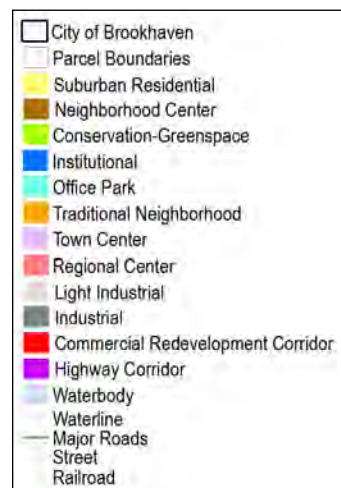 City of Brookhaven
Parcel Boundaries
Suburban Residential
Neighborhood Center
Conservation-Greenspace
Institutional
Office Park
Traditional Neighborhood
Town Center
Regional Center
Light Industrial
Industrial
Commercial Redevelopment Corridor
Highway Corridor
Waterbody
Waterline
Major Roads
Street
Railroad